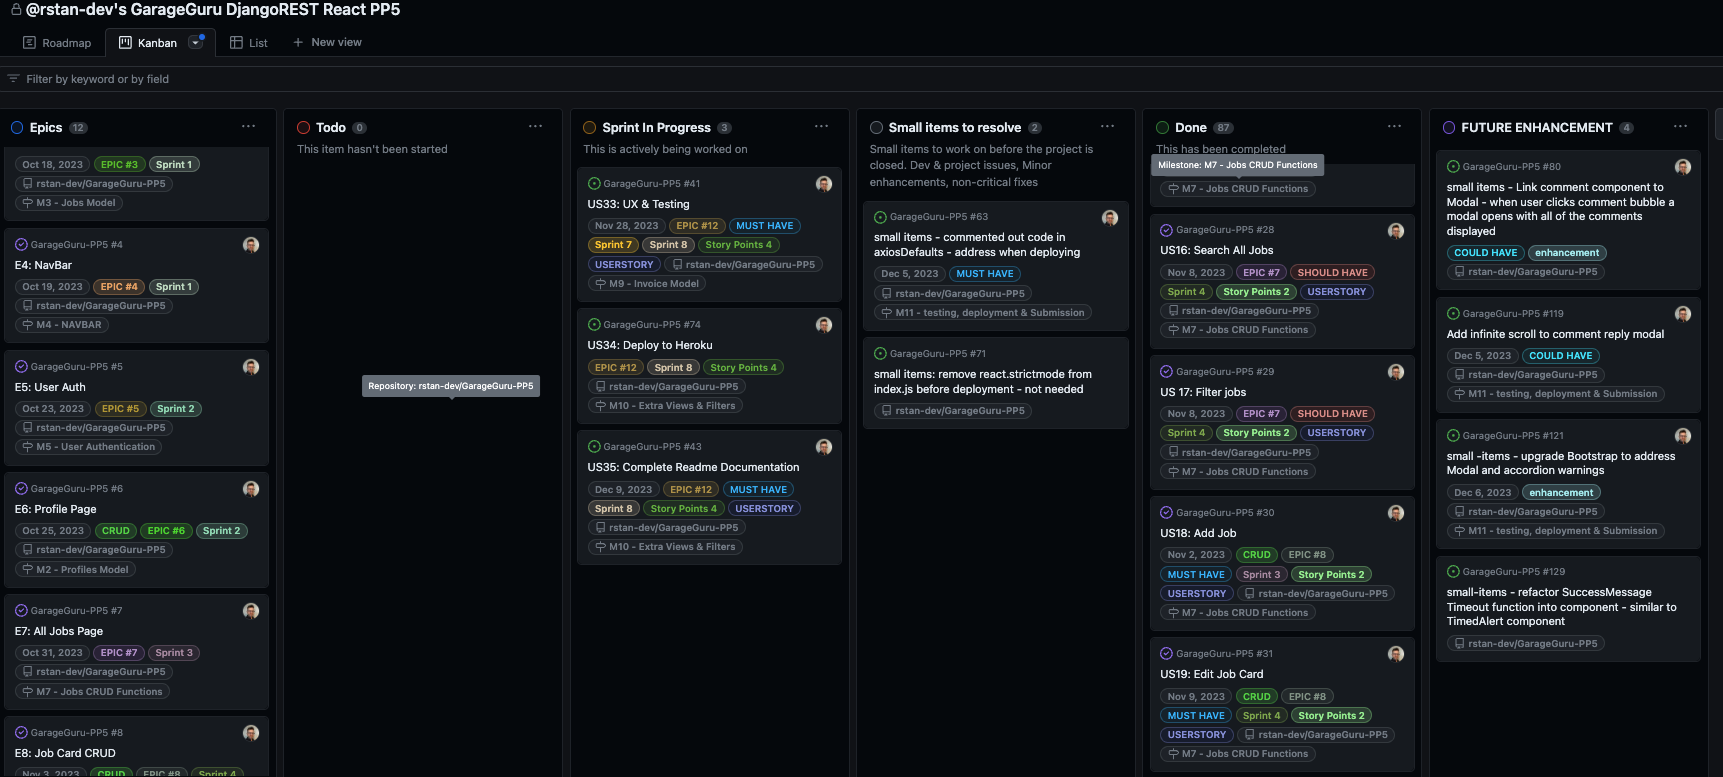 @rstan-dev's GarageGuru DjangoREST React PP5
Roadmap
Kanban
List
New view
Filter by keyword or by field
Epics 12
Oct 18, 2023 EPIC #3 Sprint 1
rstan-dev/GarageGuru-PP5
M3 - Jobs Model
GarageGuru-PP5 #4
E4: NavBar
Oct 19, 2023 EPIC #4 Sprint 1
rstan-dev/GarageGuru-PP5
M4 - NAVBAR
GarageGuru-PP5 #5
E5: User Auth
Oct 23, 2023 EPIC #5 Sprint 2
rstan-dev/GarageGuru-PP5
M5 - User Authentication
GarageGuru-PP5 #6
E6: Profile Page
Oct 25, 2023 CRUD EPIC #6 Sprint 2
rstan-dev/GarageGuru-PP5
M2 - Profiles Model
GarageGuru-PP5 #7
E7: All Jobs Page
Oct 31, 2023 EPIC #7 Sprint 3
rstan-dev/GarageGuru-PP5
M7 - Jobs CRUD Functions
GarageGuru-PP5 #8
E8: Job Card CRUD
Nov 3, 2023 CRUD EPIC #8 Sprint 4
Todo 0
This item hasn't been started
Repository: rstan-dev/GarageGuru-PP5
Sprint In Progress 3
This is actively being worked on
GarageGuru-PP5 #41
US33: UX & Testing
Nov 28, 2023 EPIC #12 MUST HAVE
Sprint 7 Sprint 8 Story Points 4
USERSTORY rstan-dev/GarageGuru-PP5
M9 - Invoice Model
GarageGuru-PP5 #74
US34: Deploy to Heroku
EPIC #12 Sprint 8 Story Points 4
rstan-dev/GarageGuru-PP5
M10 - Extra Views & Filters
GarageGuru-PP5 #43
US35: Complete Readme Documentation
Dec 9, 2023 EPIC #12 MUST HAVE
Sprint 8 Story Points 4 USERSTORY
rstan-dev/GarageGuru-PP5
M10 - Extra Views & Filters
Small items to resolve 2
Small items to work on before the project is
closed. Dev & project issues, Minor
enhancements, non-critical fixes
GarageGuru-PP5 #63
small items - commented out code in
axiosDefaults - address when deploying
Dec 5, 2023 MUST HAVE
rstan-dev/GarageGuru-PP5
M11 - testing, deployment & Submission
GarageGuru-PP5 #71
small items: remove react.strictmode from
index.js before deployment - not needed
rstan-dev/GarageGuru-PP5
Done 87
This has been completed
Milestone: M7 - Jobs CRUD Functions
M7 - Jobs CRUD Functions
GarageGuru-PP5 #28
US16: Search All Jobs
Nov 8, 2023 EPIC #7 SHOULD HAVE
Sprint 4 Story Points 2 USERSTORY
rstan-dev/GarageGuru-PP5
M7 - Jobs CRUD Functions
GarageGuru-PP5 #29
US 17: Filter jobs
Nov 8, 2023 EPIC #7 SHOULD HAVE
Sprint 4 Story Points 2 USERSTORY
rstan-dev/GarageGuru-PP5
M7 - Jobs CRUD Functions
GarageGuru-PP5 #30
US18: Add Job
Nov 2, 2023 CRUD EPIC #8
MUST HAVE Sprint 3 Story Points 2
USERSTORY rstan-dev/GarageGuru-PP5
M7 - Jobs CRUD Functions
GarageGuru-PP5 #31
US19: Edit Job Card
Nov 9, 2023 CRUD EPIC #8
MUST HAVE Sprint 4 Story Points 2
USERSTORY rstan-dev/GarageGuru-PP5
M7 - Jobs CRUD Functions
FUTURE ENHANCEMENT 4
GarageGuru-PP5 #80
small items - Link comment component to
Modal - when user clicks comment bubble a
modal opens with all of the comments
displayed
COULD HAVE enhancement
rstan-dev/GarageGuru-PP5
GarageGuru-PP5 #119
Add infinite scroll to comment reply modal
Dec 5, 2023 COULD HAVE
rstan-dev/GarageGuru-PP5
M11 - testing, deployment & Submission
GarageGuru-PP5 #121
small -items - upgrade Bootstrap to address
Modal and accordion warnings
Dec 6, 2023 enhancement
rstan-dev/GarageGuru-PP5
M11 - testing, deployment & Submission
GarageGuru-PP5 #129
small-items - refactor SuccessMessage
Timeout function into component - similar to
TimedAlert component
rstan-dev/GarageGuru-PP5